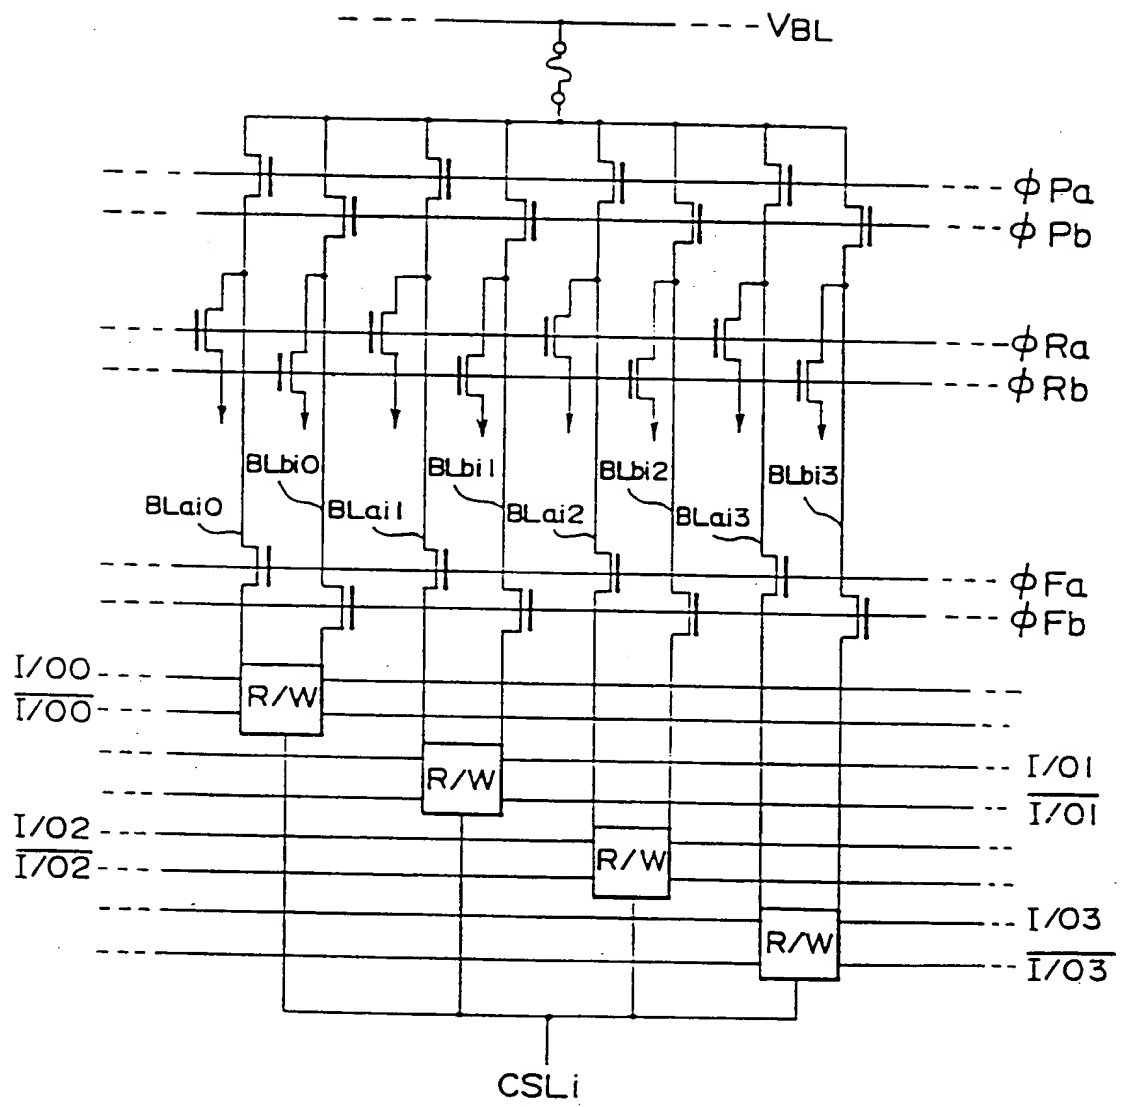 VBL
ϕPa
ϕPb
ϕRa
ϕRb
BLbi0
BLbi1
BLbi2
BLbi3
BLai0
BLai1
BLai2
BLai3
ϕFa
ϕFb
I/O0
R/W
I/O0
R/W
I/O1
I/O1
I/O2
R/W
I/O2
I/O3
R/W
I/O3
CSLi